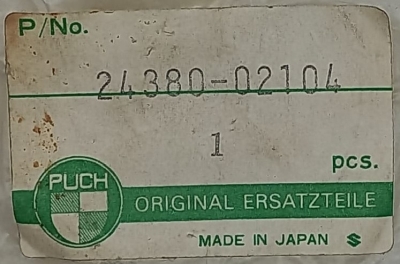 P/No.
24380-02104
1
pcs.
PUCH
ORIGINAL ERSATZTEILE
MADE IN JAPAN